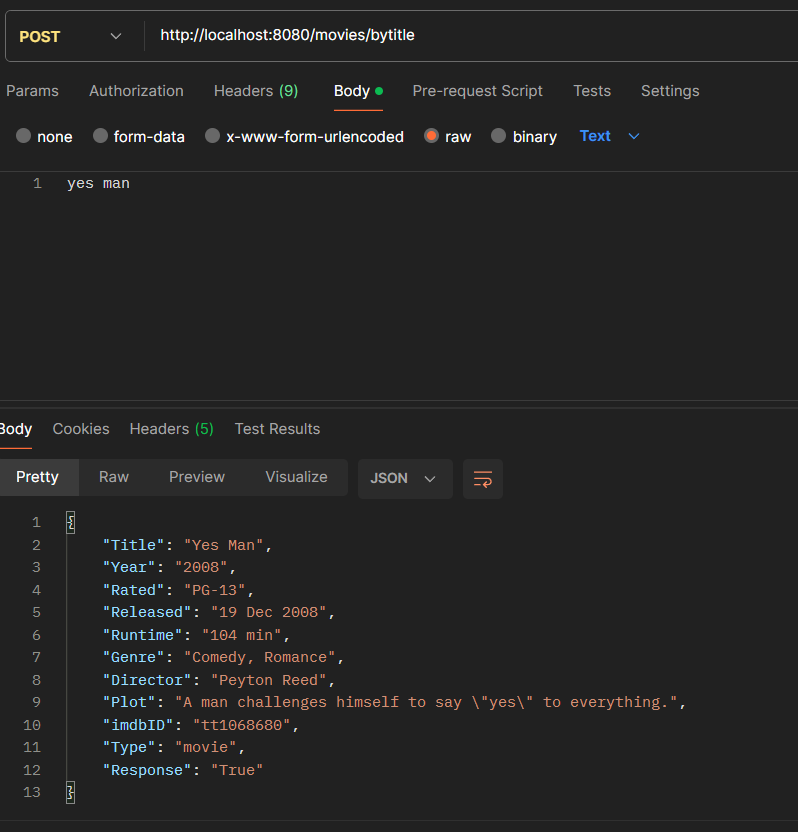 POST http://localhost:8080/movies/bytitle
Params Authorization Headers (9) Body Pre-request Script Tests Settings
none form-data x-www-form-urlencoded raw binary Text
1 yes man
Body Cookies Headers (5) Test Results
Pretty Raw Preview Visualize JSON
1 {
2 "Title": "Yes Man",
3 "Year": "2008",
4 "Rated": "PG-13",
5 "Released": "19 Dec 2008",
6 "Runtime": "104 min",
7 "Genre": "Comedy, Romance",
8 "Director": "Peyton Reed",
9 "Plot": "A man challenges himself to say \"yes\" to everything.",
10 "imdbID": "tt1068680",
11 "Type": "movie",
12 "Response": "True"
13 }